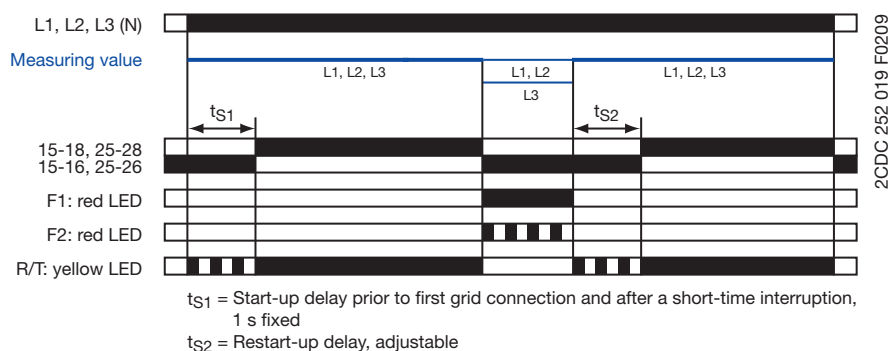 L1, L2, L3 (N)
Measuring value
L1, L2, L3
L1, L2
L1, L2, L3
L3
tS1
tS2
15-18, 25-28
15-16, 25-26
F1: red LED
F2: red LED
R/T: yellow LED
tS1 = Start-up delay prior to first grid connection and after a short-time interruption,
1 s fixed
tS2 = Restart-up delay, adjustable
2CDC 252 019 F0209